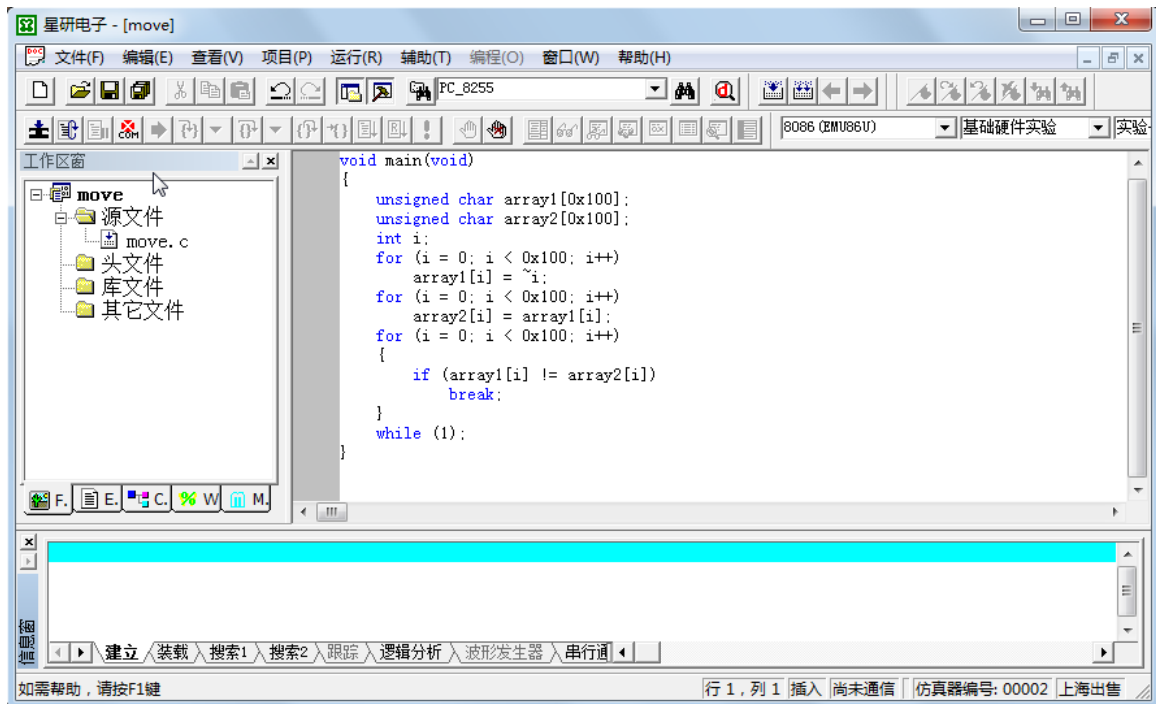 星研电子 - [move]
文件(F) 编辑(E) 查看(V) 项目(P) 运行(R) 辅助(T) 编程(O) 窗口(W) 帮助(H)
PC_8255
8086 (EMU86U) 基础硬件实验 实验
工作区窗
move
源文件
move.c
头文件
库文件
其它文件
F. E. C. W M.
void main(void)
{
unsigned char array1[0x100];
unsigned char array2[0x100];
int i;
for (i = 0; i < 0x100; i++)
array1[i] = ~i;
for (i = 0; i < 0x100; i++)
array2[i] = array1[i];
for (i = 0; i < 0x100; i++)
{
if (array1[i] != array2[i])
break;
}
while (1);
}
信息窗
建立 装载 搜索1 搜索2 跟踪 逻辑分析 波形发生器 串行通
如需帮助，请按F1键 行 1，列 1 插入 尚未通信 仿真器编号: 00002 上海出售